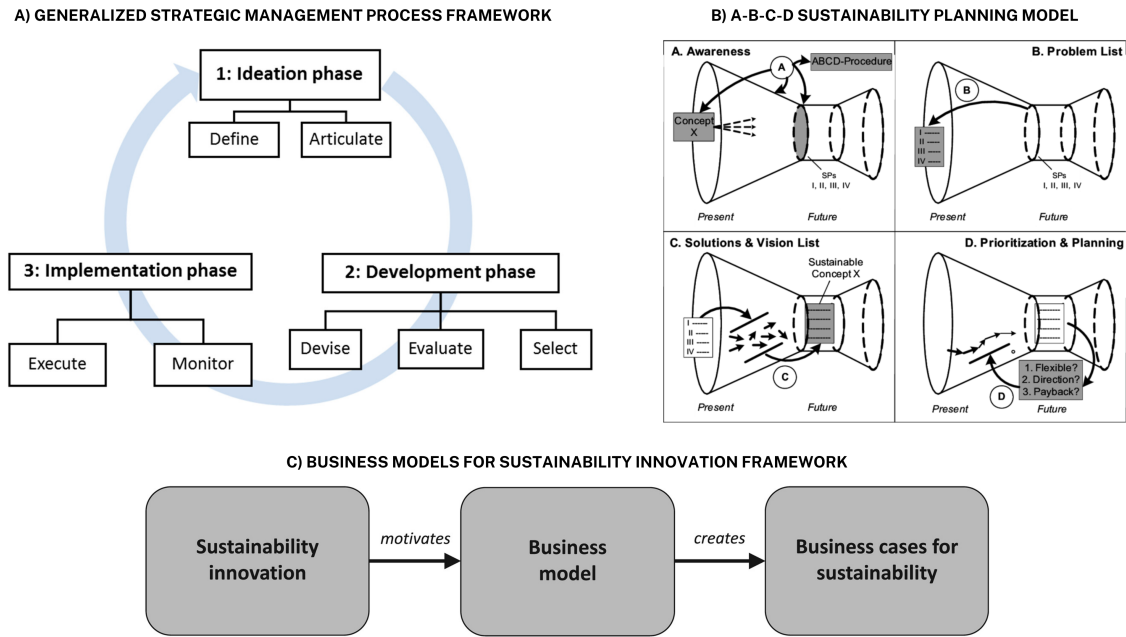 A) GENERALIZED STRATEGIC MANAGEMENT PROCESS FRAMEWORK
1: Ideation phase
Define
Articulate
3: Implementation phase
Execute
Monitor
2: Development phase
Devise
Evaluate
Select
B) A-B-C-D SUSTAINABILITY PLANNING MODEL
A. Awareness
A
ABCD-Procedure
Concept
X
SPs
I, II, III, IV
Present
Future
B. Problem List
B
I
II
III
IV
SPs
I, II, III, IV
Present
Future
C. Solutions & Vision List
Sustainable
Concept X
I
II
III
IV
C
Present
Future
D. Prioritization & Planning
1. Flexible?
2. Direction?
3. Payback?
D
Present
Future
C) BUSINESS MODELS FOR SUSTAINABILITY INNOVATION FRAMEWORK
Sustainability
innovation
motivates
Business
model
creates
Business cases for
sustainability